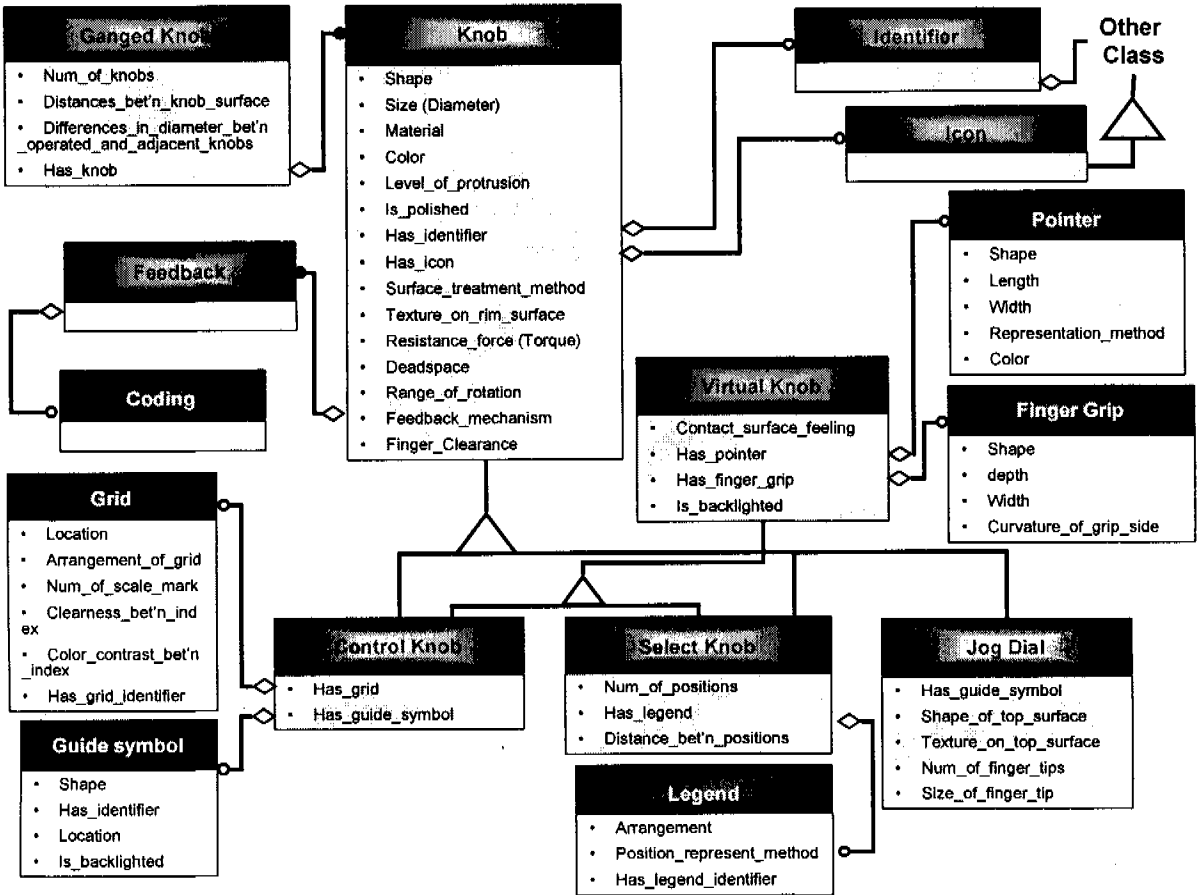 Ganged Knob
• Num_of_knobs
• Distances_bet'n_knob_surface
• Differences_in_diameter_bet'n
_operated_and_adjacent_knobs
• Has_knob
Knob
• Shape
• Size (Diameter)
• Material
• Color
• Level_of_protrusion
• Is_polished
• Has_identifier
• Has_icon
• Surface_treatment_method
• Texture_on_rim_surface
• Resistance_force (Torque)
• Deadspace
• Range_of_rotation
• Feedback_mechanism
• Finger_Clearance
Identifier
Other
Class
Icon
Feedback
Coding
Pointer
• Shape
• Length
• Width
• Representation_method
• Color
Virtual Knob
• Contact_surface_feeling
• Has_pointer
• Has_finger_grip
• Is_backlighted
Finger Grip
• Shape
• depth
• Width
• Curvature_of_grip_side
Grid
• Location
• Arrangement_of_grid
• Num_of_scale_mark
• Clearness_bet'n_ind
ex
• Color_contrast_bet'n
_index
• Has_grid_identifier
Guide symbol
• Shape
• Has_identifier
• Location
• Is_backlighted
Control Knob
• Has_grid
• Has_guide_symbol
Select Knob
• Num_of_positions
• Has_legend
• Distance_bet'n_positions
Jog Dial
• Has_guide_symbol
• Shape_of_top_surface
• Texture_on_top_surface
• Num_of_finger_tips
• Size_of_finger_tip
Legend
• Arrangement
• Position_represent_method
• Has_legend_identifier